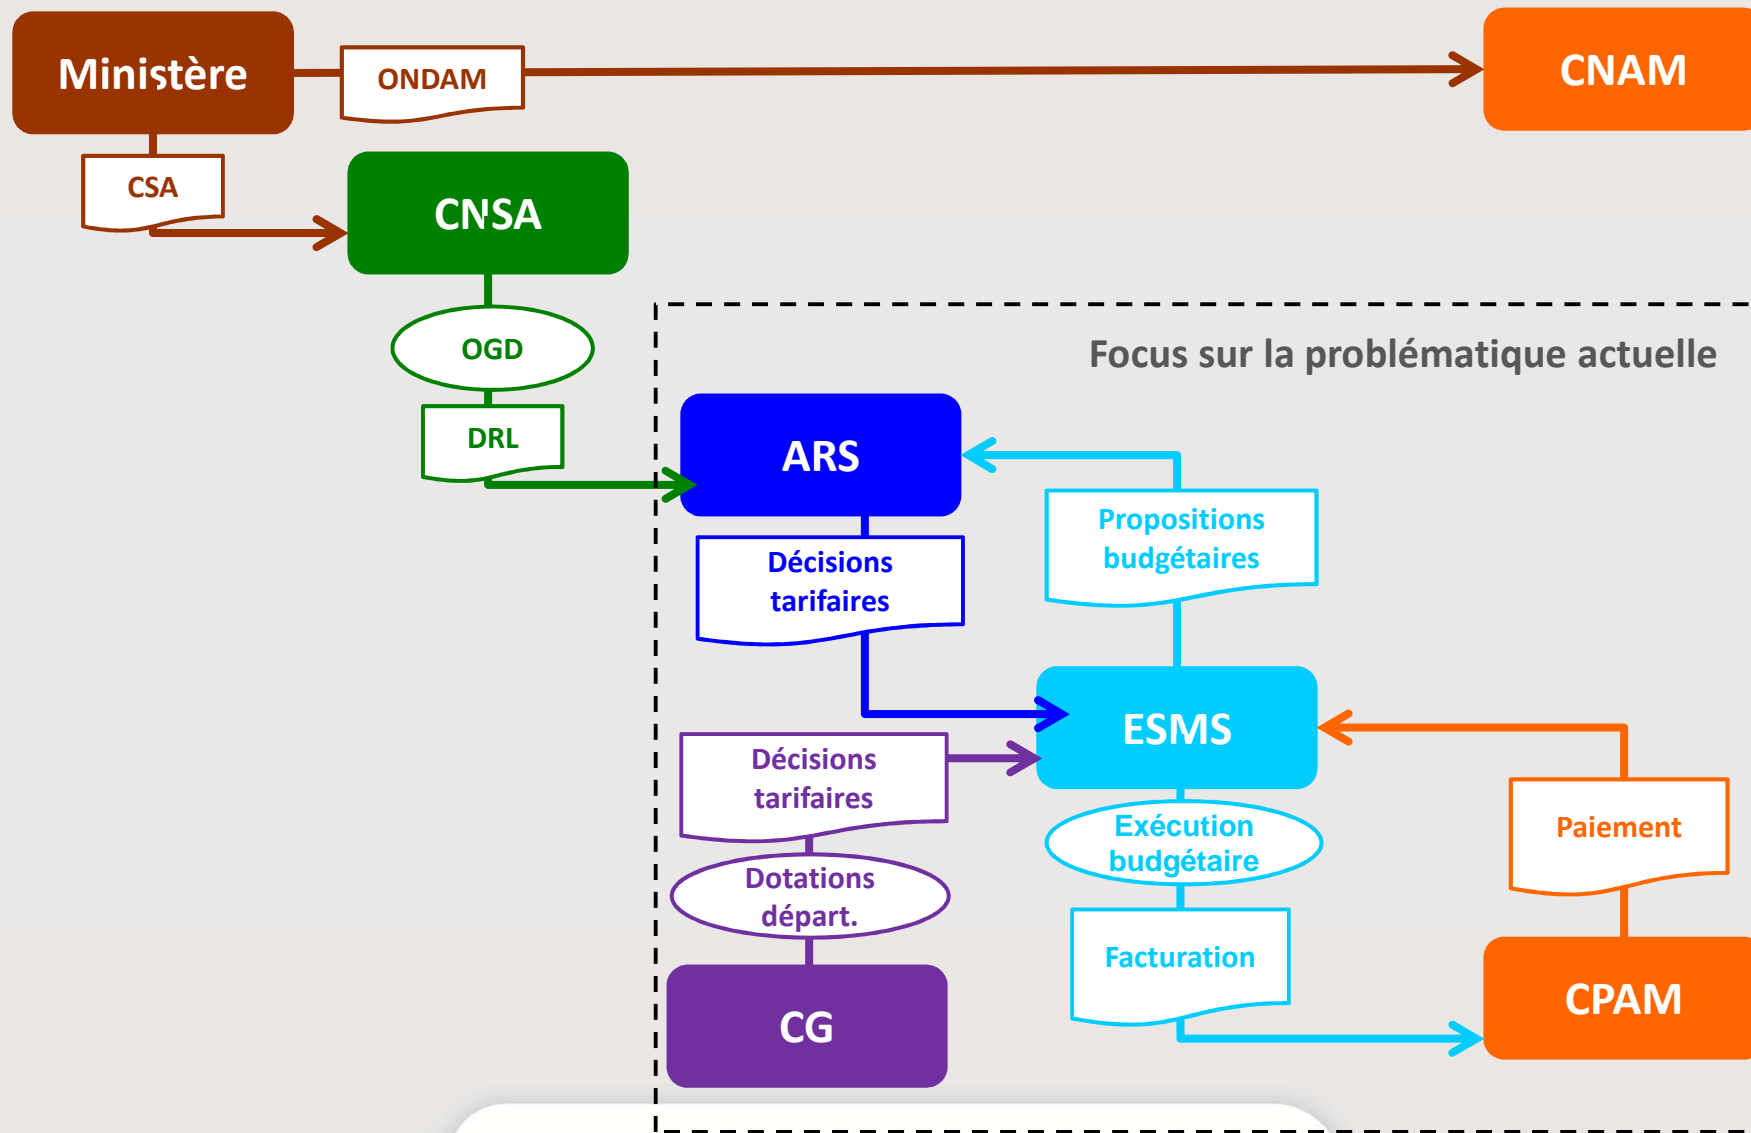 Ministère
ONDAM
CNAM
CSA
CNSA
OGD
DRL
Focus sur la problématique actuelle
ARS
Propositions
budgétaires
Décisions
tarifaires
ESMS
Décisions
tarifaires
Exécution
budgétaire
Paiement
Dotations
départ.
Facturation
CG
CPAM